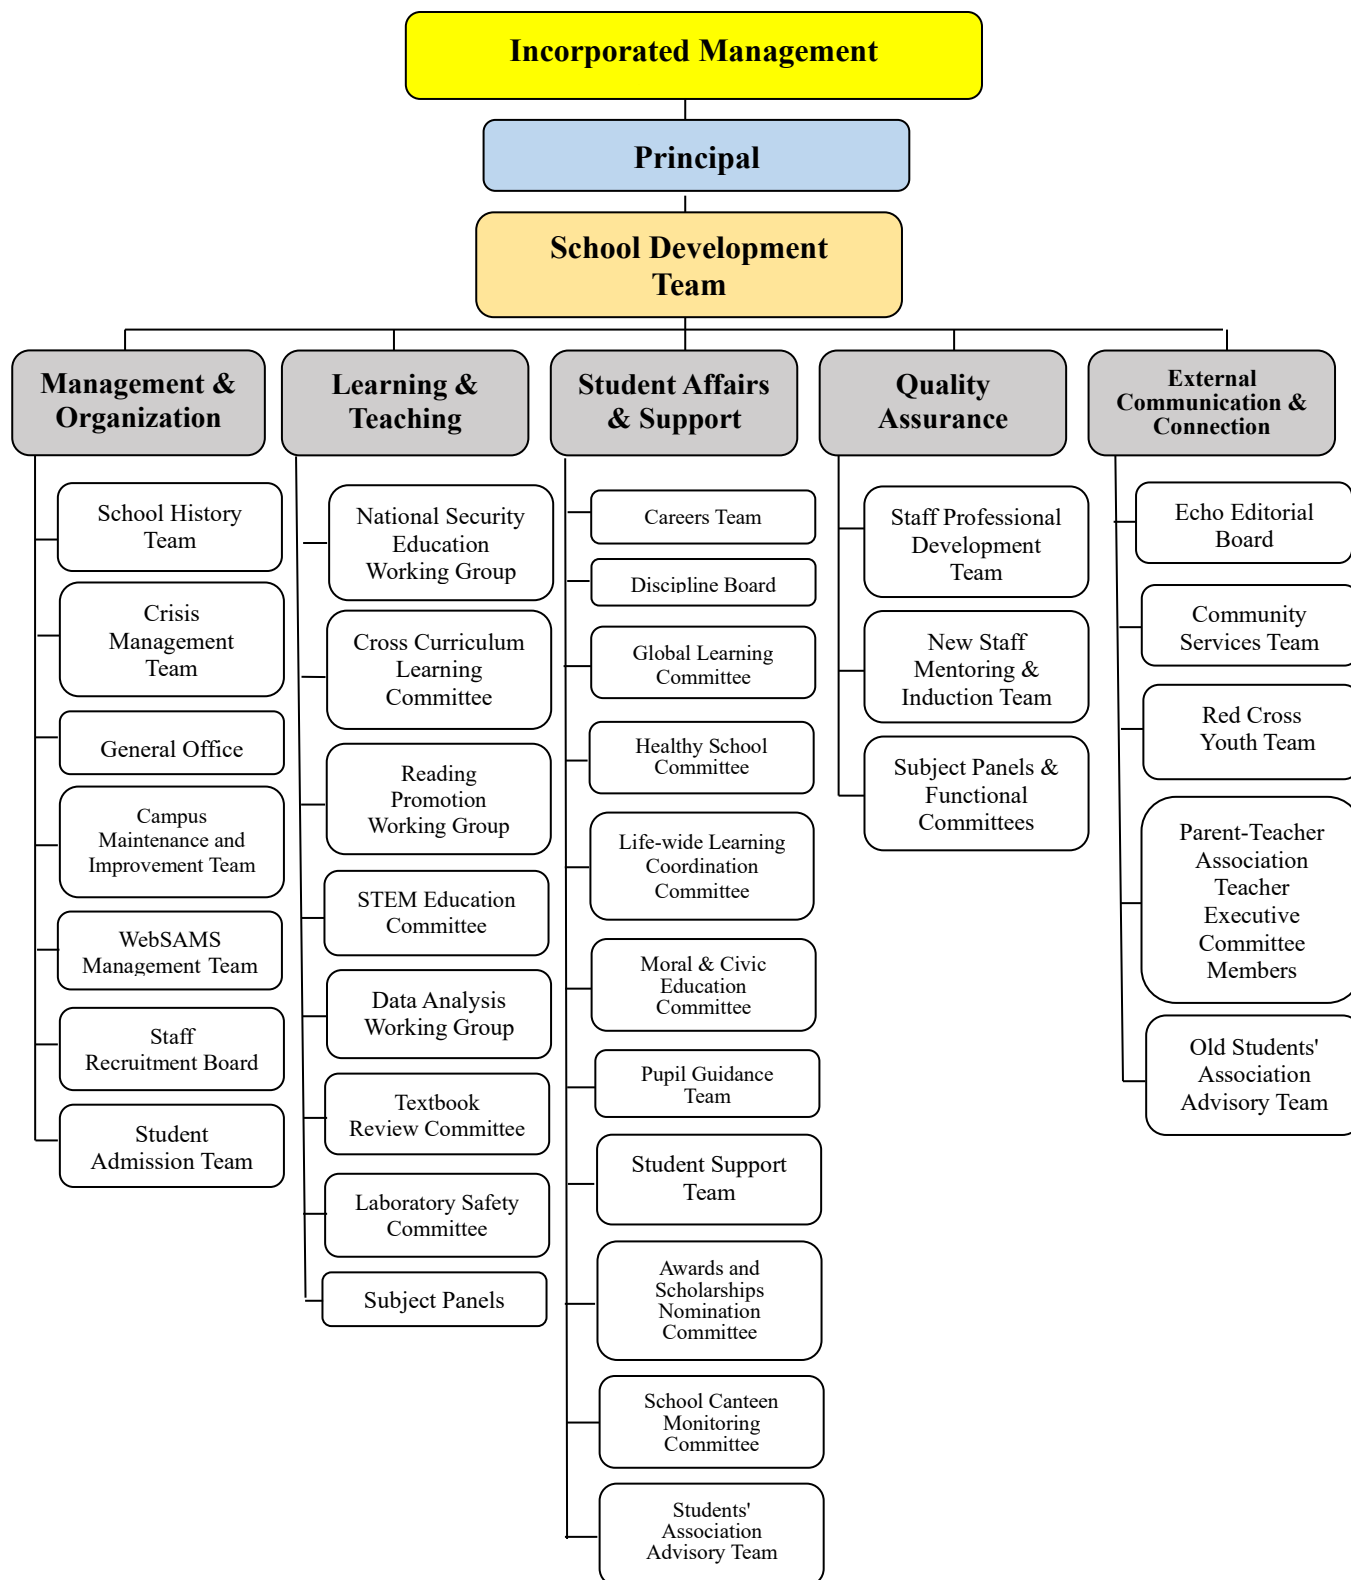 Incorporated Management
Principal
School Development
Team
Management &
Organization
School History
Team
Crisis
Management
Team
General Office
Campus
Maintenance and
Improvement Team
WebSAMS
Management Team
Staff
Recruitment Board
Student
Admission Team
Learning &
Teaching
National Security
Education
Working Group
Cross Curriculum
Learning
Committee
Reading
Promotion
Working Group
STEM Education
Committee
Data Analysis
Working Group
Textbook
Review Committee
Laboratory Safety
Committee
Subject Panels
Student Affairs
& Support
Careers Team
Discipline Board
Global Learning
Committee
Healthy School
Committee
Life-wide Learning
Coordination
Committee
Moral & Civic
Education
Committee
Pupil Guidance
Team
Student Support
Team
Awards and
Scholarships
Nomination
Committee
School Canteen
Monitoring
Committee
Students'
Association
Advisory Team
Quality
Assurance
Staff Professional
Development
Team
New Staff
Mentoring &
Induction Team
Subject Panels &
Functional
Committees
External
Communication &
Connection
Echo Editorial
Board
Community
Services Team
Red Cross
Youth Team
Parent-Teacher
Association
Teacher
Executive
Committee
Members
Old Students'
Association
Advisory Team